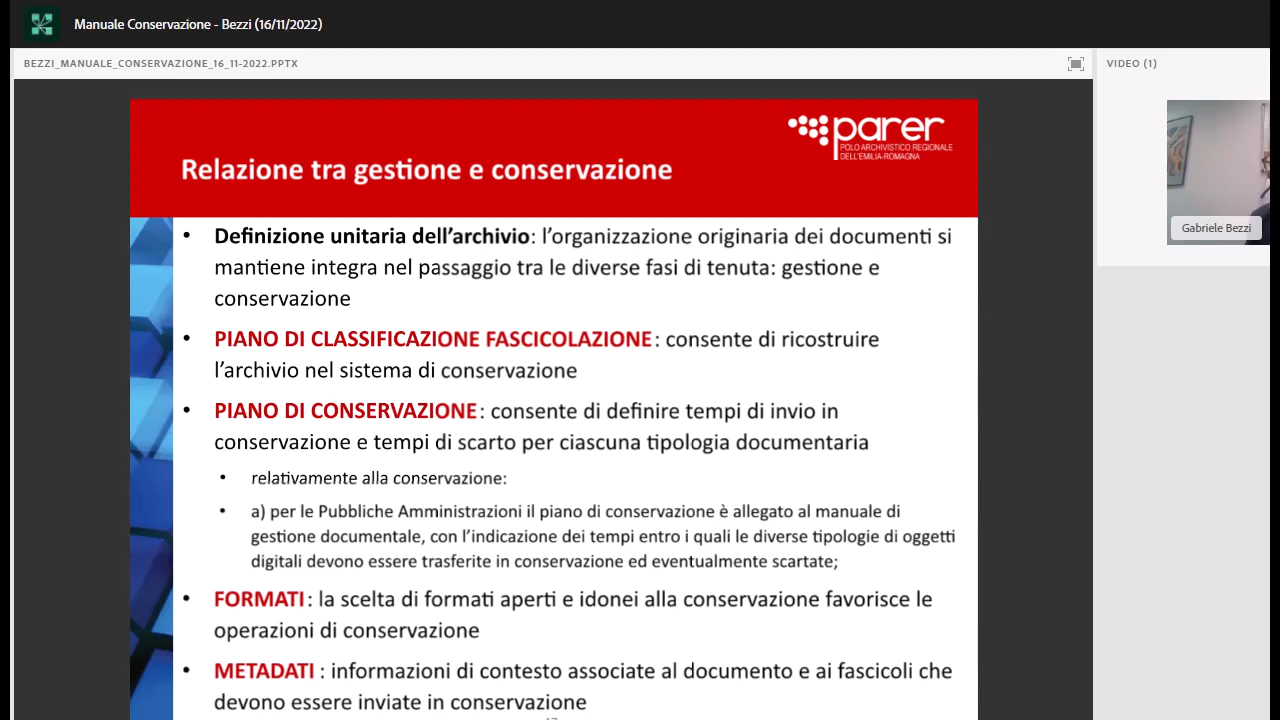 Manuale Conservazione - Bezzi (16/11/2022)
BEZZI_MANUALE_CONSERVAZIONE_16_11-2022.PPTX
VIDEO (1)
parer
POLO ARCHIVISTICO REGIONALE
DELL'EMILIA-ROMAGNA
Relazione tra gestione e conservazione
• Definizione unitaria dell'archivio: l'organizzazione originaria dei documenti si
mantiene integra nel passaggio tra le diverse fasi di tenuta: gestione e
conservazione
• PIANO DI CLASSIFICAZIONE FASCICOLAZIONE: consente di ricostruire
l'archivio nel sistema di conservazione
• PIANO DI CONSERVAZIONE: consente di definire tempi di invio in
conservazione e tempi di scarto per ciascuna tipologia documentaria
• relativamente alla conservazione:
• a) per le Pubbliche Amministrazioni il piano di conservazione è allegato al manuale di
gestione documentale, con l'indicazione dei tempi entro i quali le diverse tipologie di oggetti
digitali devono essere trasferite in conservazione ed eventualmente scartate;
• FORMATI: la scelta di formati aperti e idonei alla conservazione favorisce le
operazioni di conservazione
• METADATI : informazioni di contesto associate al documento e ai fascicoli che
devono essere inviate in conservazione
Gabriele Bezzi